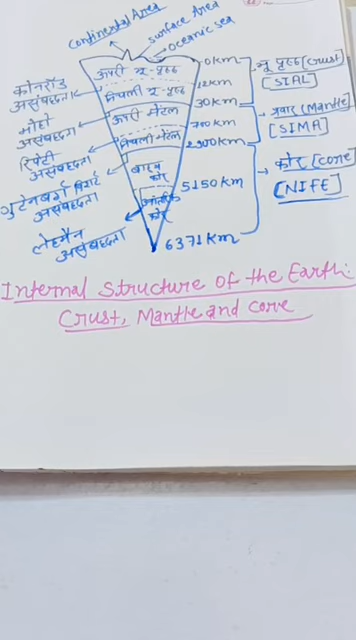 Continental Area
surface Area
oceanic sea
0km
ऊपरी भू-पृष्ठ
12km
निचली भू-पृष्ठ
30km
ऊपरी मेंटल
700km
निचली मेंटल
2900km
बाह्य कोर
5150km
आंतरिक कोर
6371km
कोनराॅड असंबद्धता
मोहो असंबद्धता
रिपेटी असंबद्धता
गुटेनबर्ग विचार्ट असंबद्धता
लेहमैन असंबद्धता
भू पृष्ठ (Crust)
[SIAL]
(Mantle)
[SIMA]
कोर (core)
[NIFE]
Internal Structure of the Earth:
Crust, Mantle and core